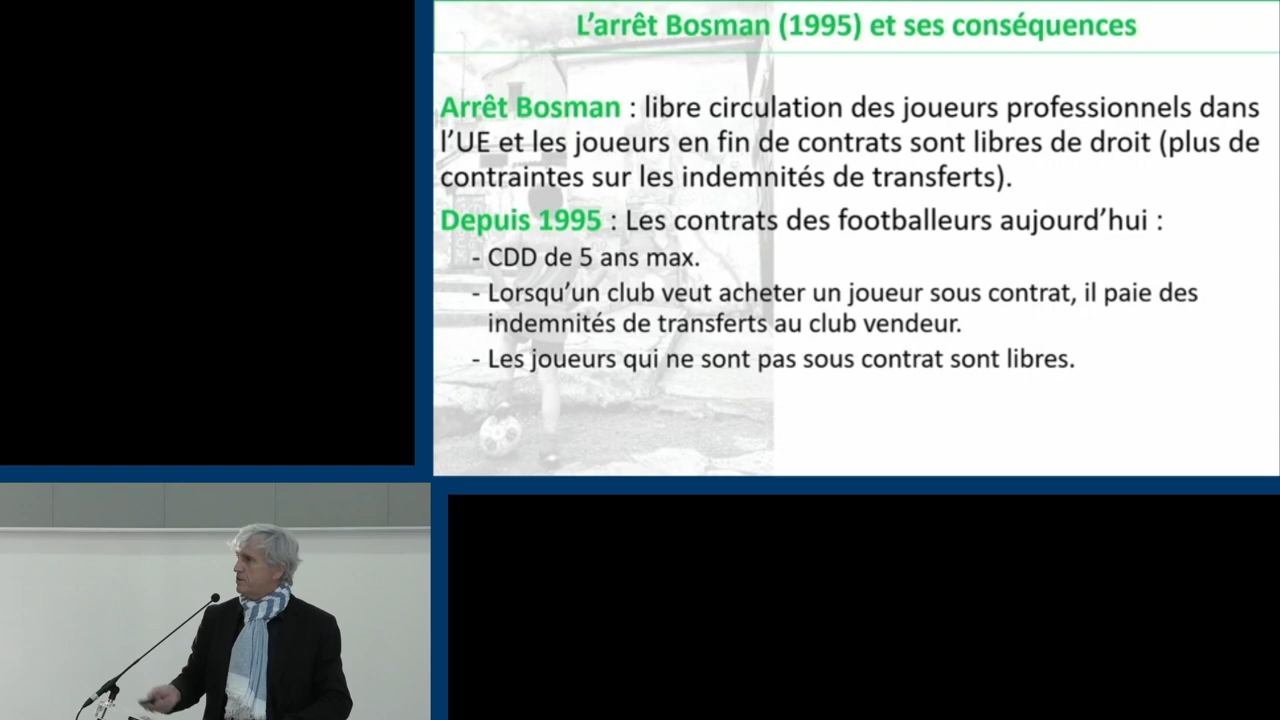 L'arrêt Bosman (1995) et ses conséquences
Arrêt Bosman : libre circulation des joueurs professionnels dans
l'UE et les joueurs en fin de contrats sont libres de droit (plus de
contraintes sur les indemnités de transferts).
Depuis 1995 : Les contrats des footballeurs aujourd'hui :
- CDD de 5 ans max.
- Lorsqu'un club veut acheter un joueur sous contrat, il paie des
indemnités de transferts au club vendeur.
- Les joueurs qui ne sont pas sous contrat sont libres.